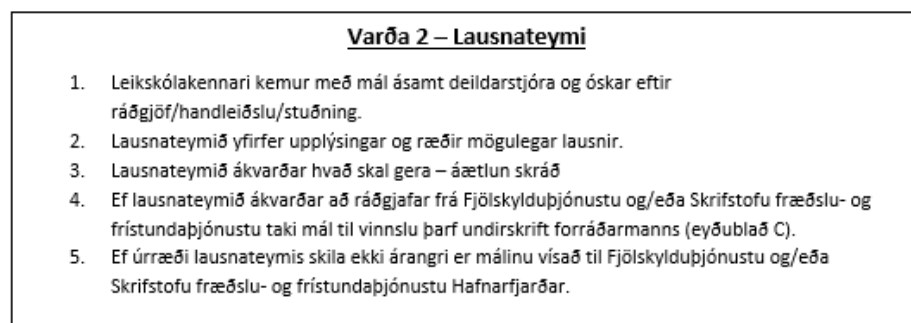 Varða 2 – Lausnateymi
1. Leikskólakennari kemur með mál ásamt deildarstjóra og óskar eftir
ráðgjöf/handleiðslu/stuðning.
2. Lausnateymið yfirfer upplýsingar og ræðir mögulegar lausnir.
3. Lausnateymið ákvarðar hvað skal gera – áætlun skráð
4. Ef lausnateymið ákvarðar að ráðgjafar frá Fjölskylduþjónustu og/eða Skrifstofu fræðslu- og
frístundaþjónustu taki mál til vinnslu þarf undirskrift forráðarmanns (eyðublað C).
5. Ef úrræði lausnateymis skila ekki árangri er málinu vísað til Fjölskylduþjónustu og/eða
Skrifstofu fræðslu- og frístundaþjónustu Hafnarfjarðar.